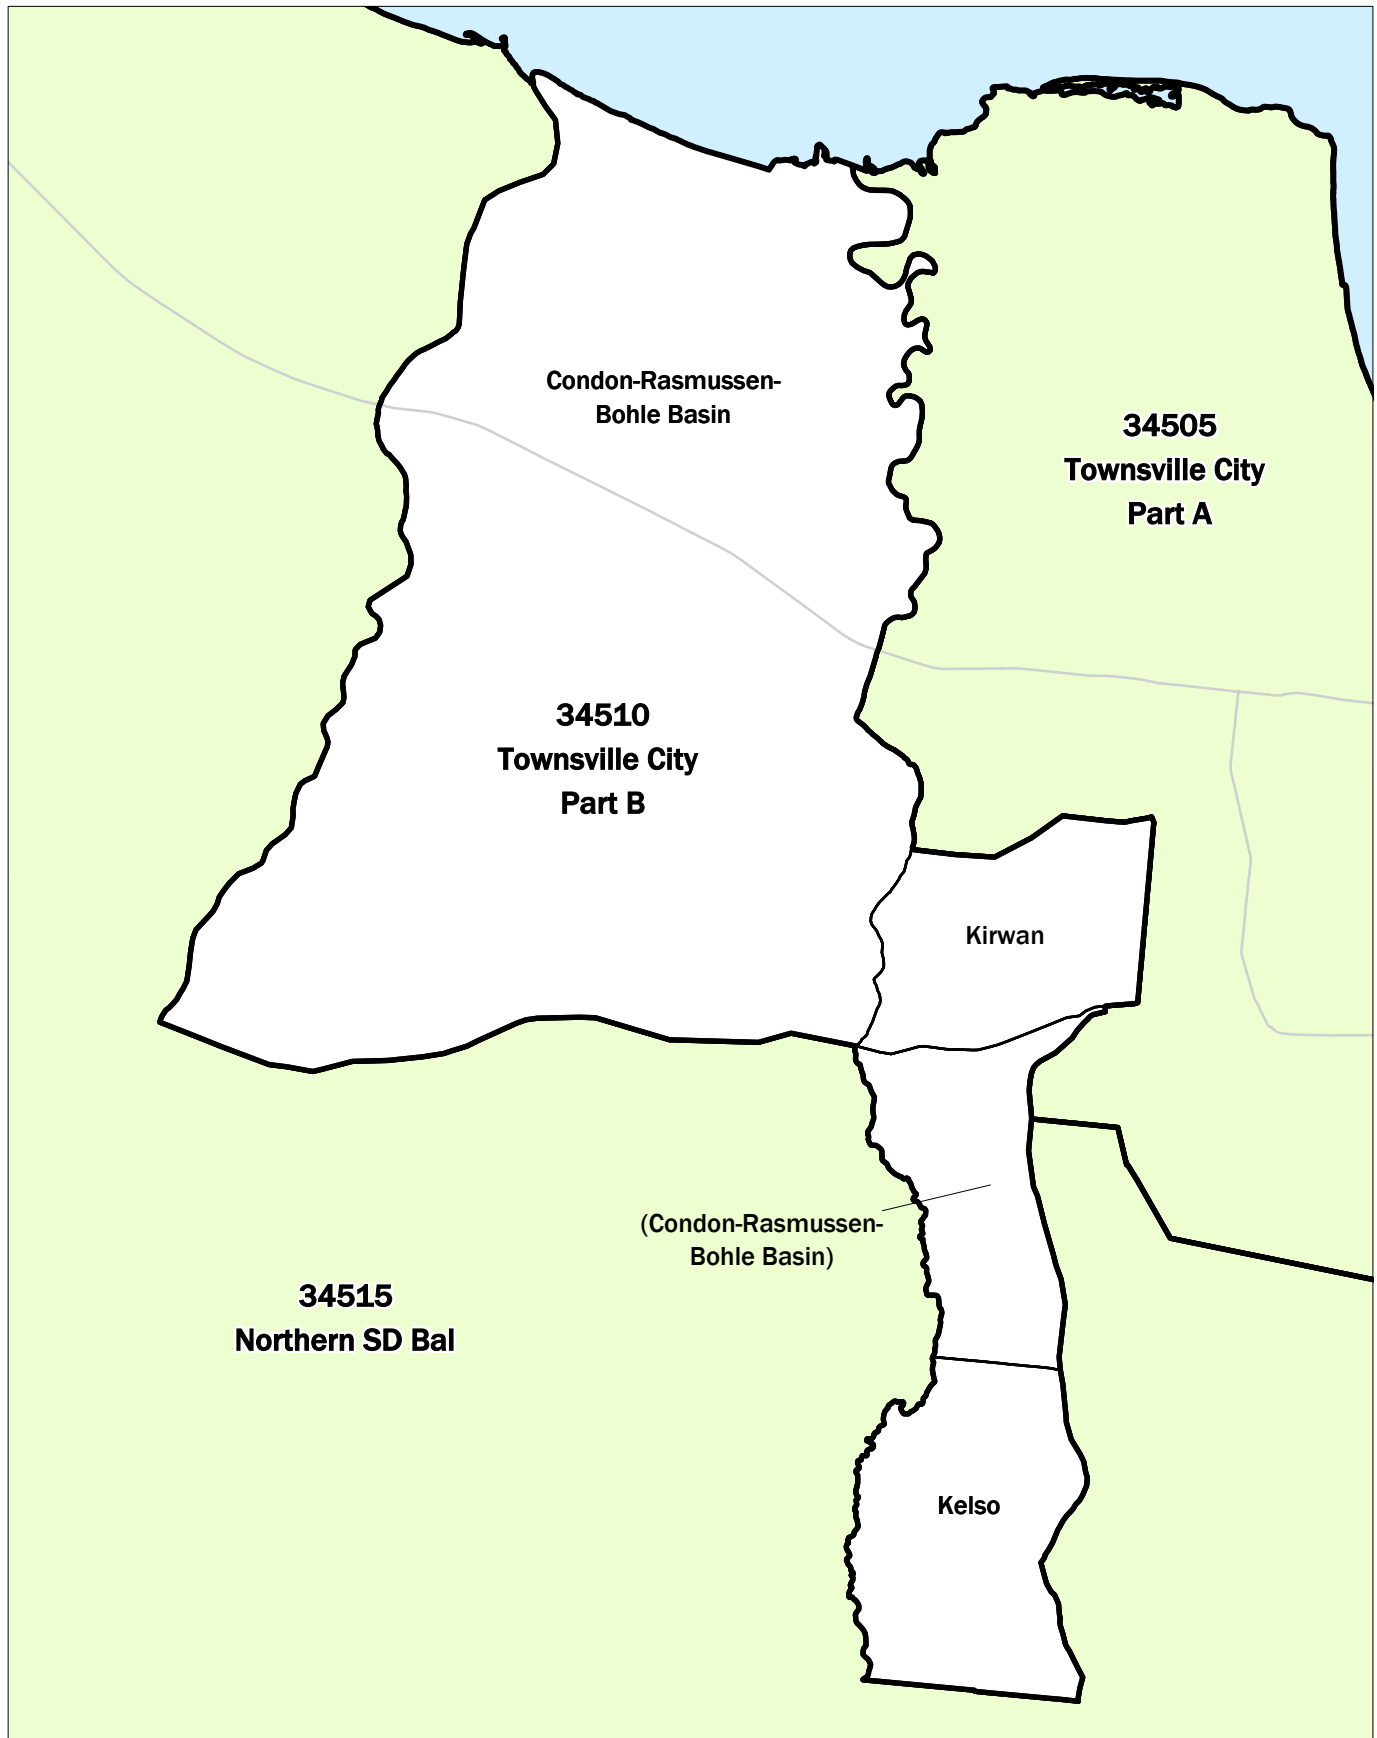 Condon-Rasmussen-
Bohle Basin
34505
Townsville City
Part A
34510
Townsville City
Part B
Kirwan
(Condon-Rasmussen-
Bohle Basin)
34515
Northern SD Bal
Kelso